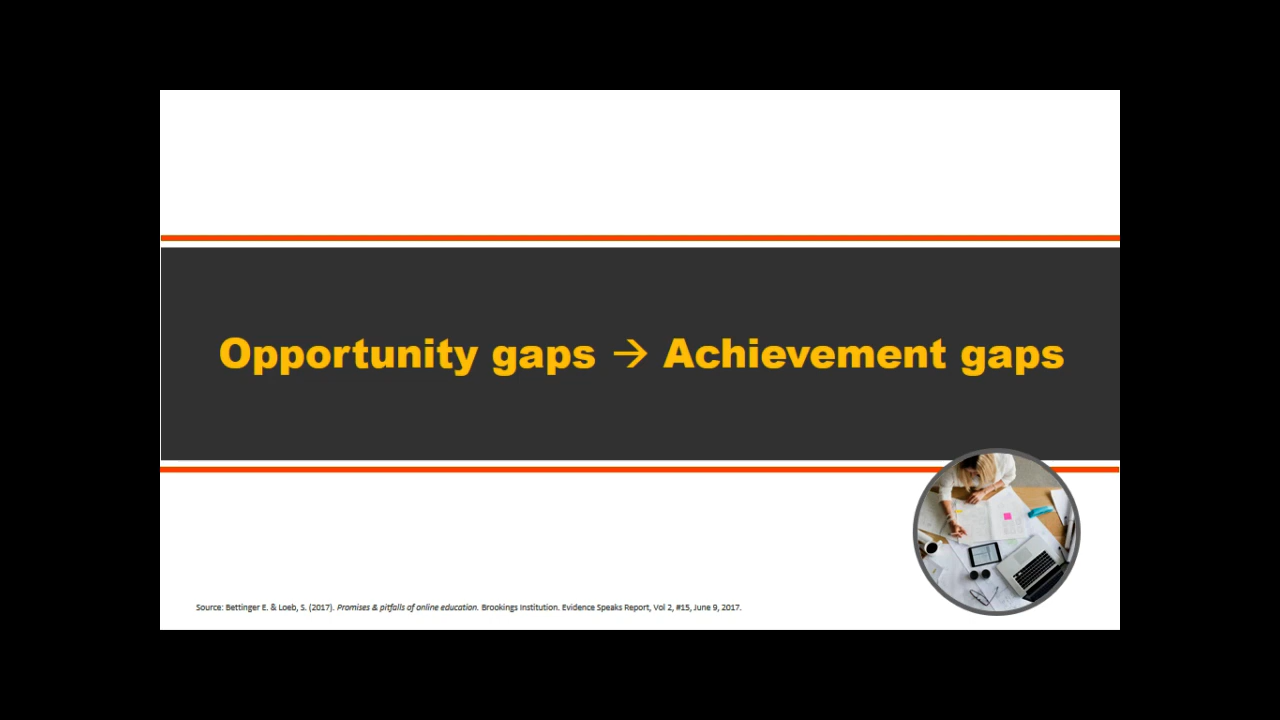 Opportunity gaps → Achievement gaps
Source: Bettinger E. & Loeb, S. (2017). Promises & pitfalls of online education. Brookings Institution. Evidence Speaks Report, Vol 2, #15, June 9, 2017.